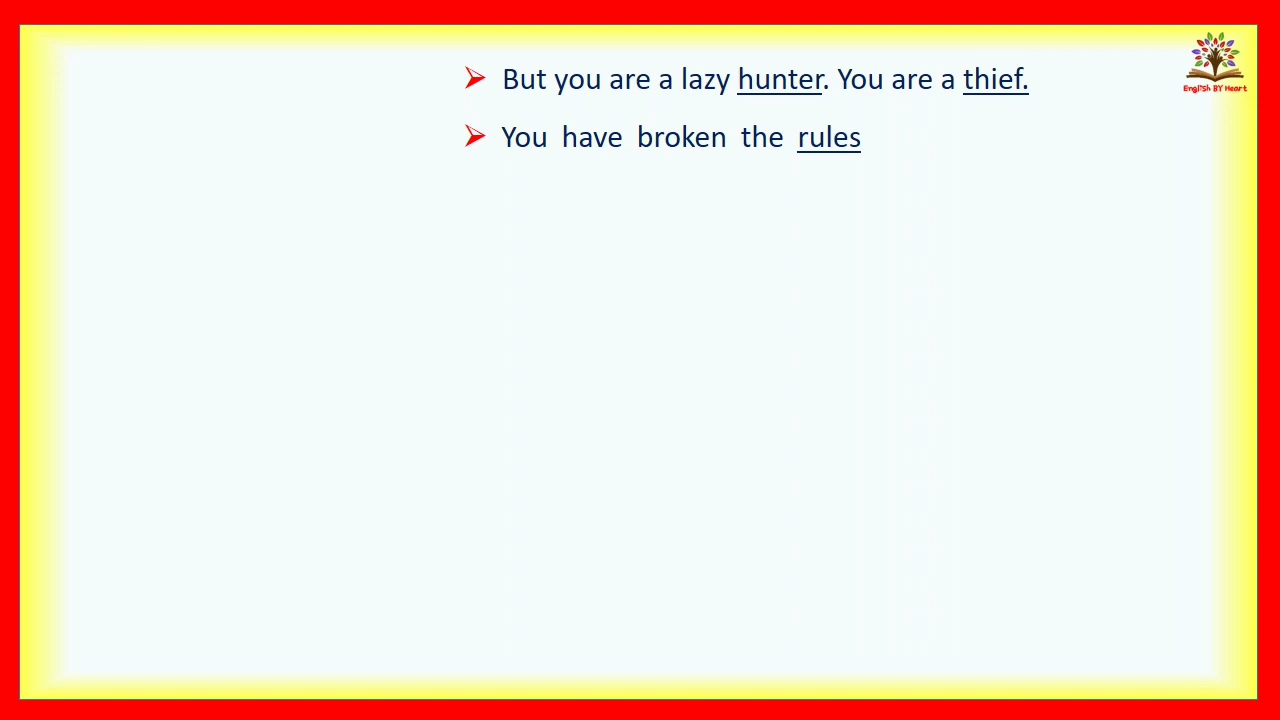 But you are a lazy hunter. You are a thief.
You have broken the rules
English BY Heart